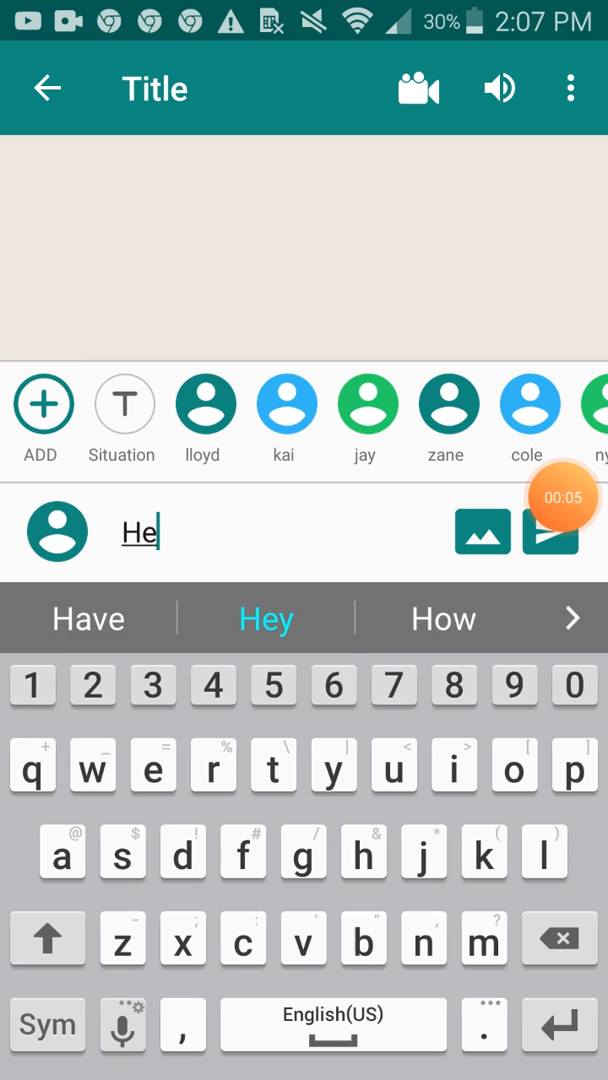 30% 2:07 PM
Title
T
ADD Situation lloyd kai jay zane cole ny
00:05
He
Have Hey How
1 2 3 4 5 6 7 8 9 0
+ _ = % \ | < > [ ]
q w e r t y u i o p
@ $ ! # / & * ( )
a s d f g h j k l
- ; : ' " , ?
z x c v b n m
Sym , English(US) .